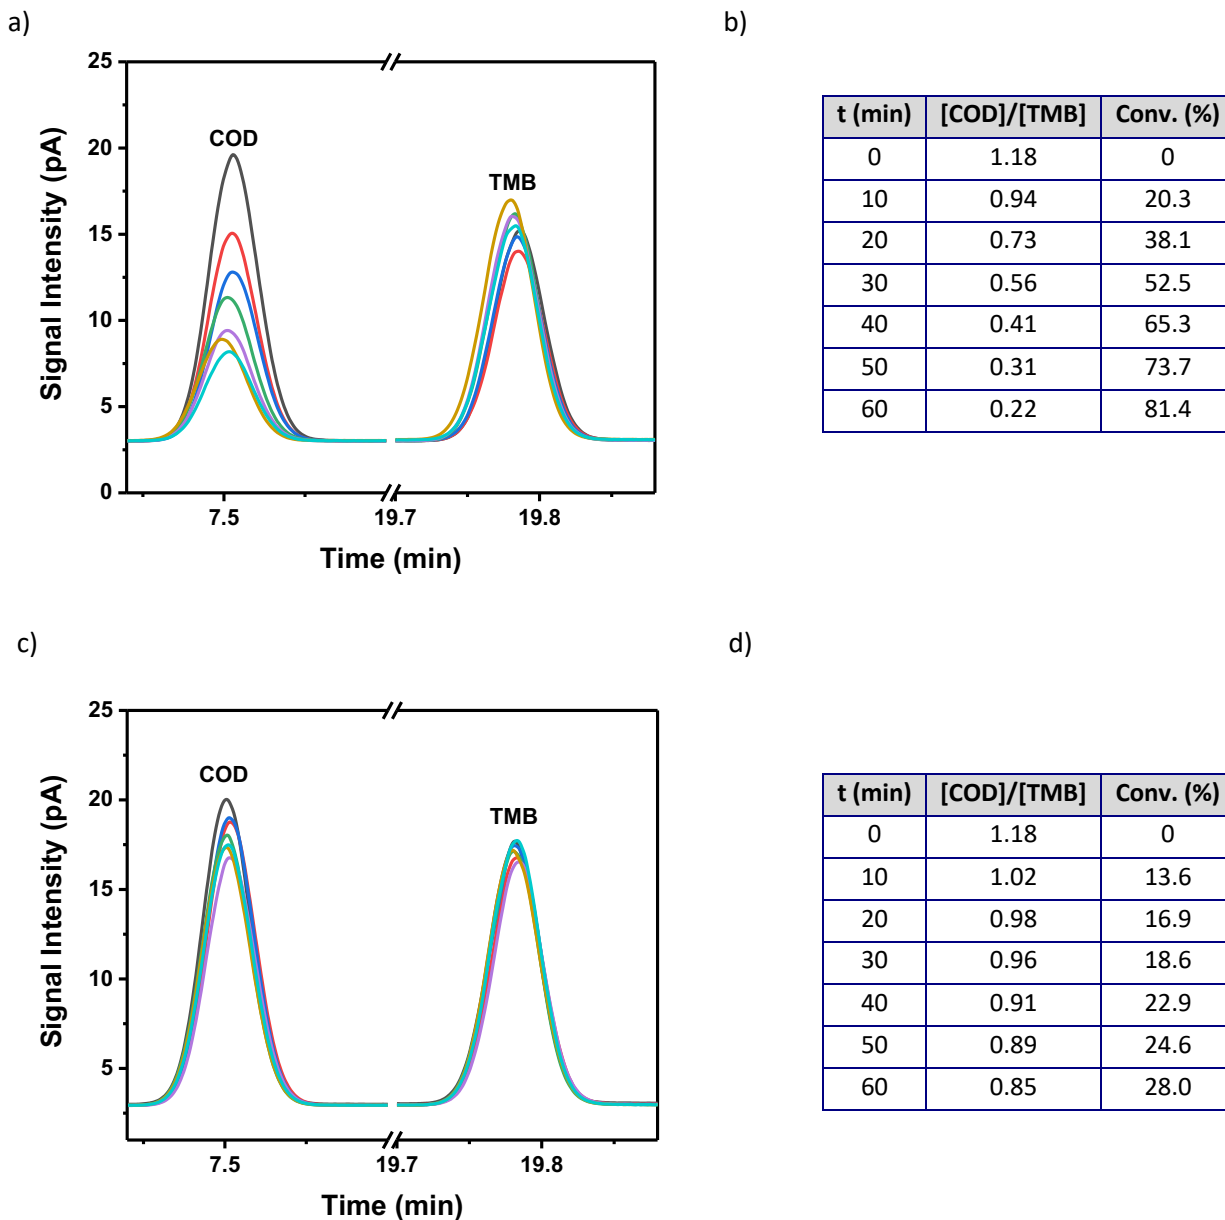 a)
b)
25
20
15
10
5
0
Signal Intensity (pA)
COD
TMB
7.5
19.7
19.8
Time (min)
t (min) [COD]/[TMB] Conv. (%)
0 1.18 0
10 0.94 20.3
20 0.73 38.1
30 0.56 52.5
40 0.41 65.3
50 0.31 73.7
60 0.22 81.4
c)
d)
25
20
15
10
5
Signal Intensity (pA)
COD
TMB
7.5
19.7
19.8
Time (min)
t (min) [COD]/[TMB] Conv. (%)
0 1.18 0
10 1.02 13.6
20 0.98 16.9
30 0.96 18.6
40 0.91 22.9
50 0.89 24.6
60 0.85 28.0